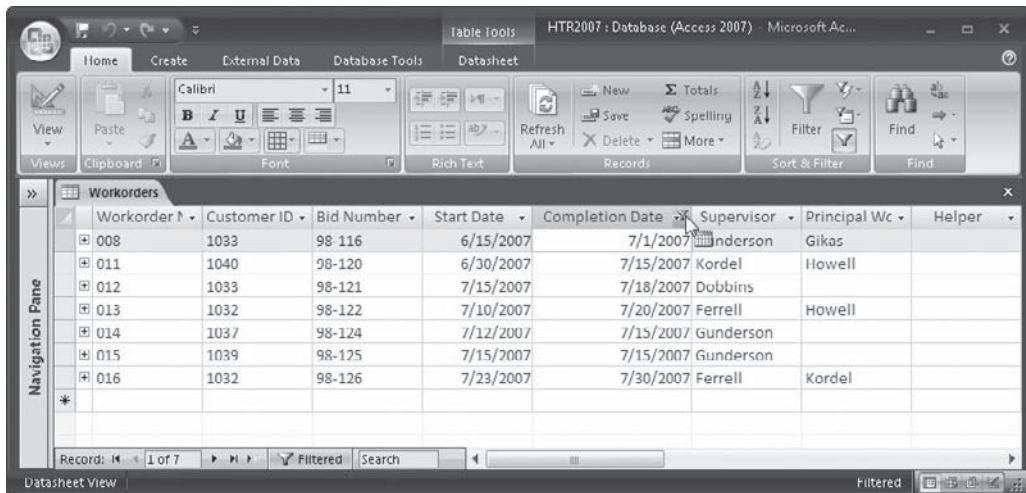 Table Tools HTR2007 : Database (Access 2007) - Microsoft Ac...
Home Create External Data Database Tools Datasheet
Calibri 11
New Σ Totals
View Paste B I U Refresh All Save Spelling Filter Find
A Delete More
Views Clipboard Font Rich Text Records Sort & Filter Find
» Workorders x
Customer ID Bid Number Start Date Completion Date Supervisor Principal Wc Helper
008 1033 98-116 6/15/2007 7/1/2007 nderson Gikas
011 1040 98-120 6/30/2007 7/15/2007 Kordel Howell
012 1033 98-121 7/15/2007 7/18/2007 Dobbins
013 1032 98-122 7/10/2007 7/20/2007 Ferrell Howell
014 1037 98-124 7/12/2007 7/15/2007 Gunderson
015 1039 98-125 7/15/2007 7/15/2007 Gunderson
016 1032 98-126 7/23/2007 7/30/2007 Ferrell Kordel
Navigation Pane
Record: 1 of 7 Filtered Search
Datasheet View Filtered